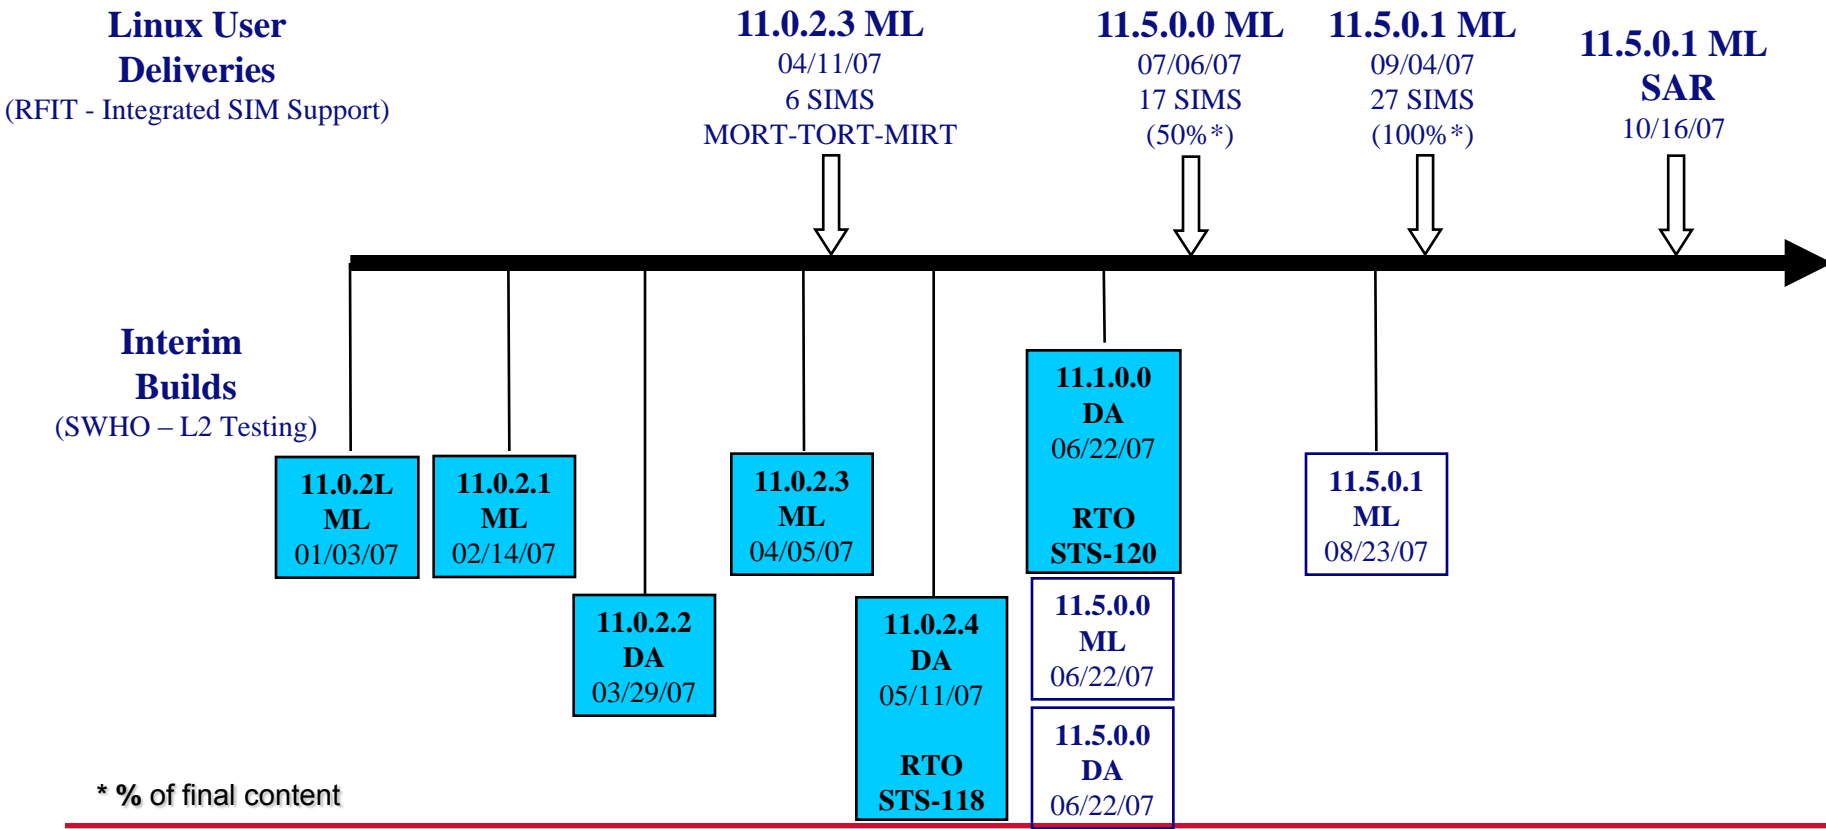 Linux User
Deliveries
(RFIT - Integrated SIM Support)
11.0.2.3 ML
04/11/07
6 SIMS
MORT-TORT-MIRT
11.5.0.0 ML
07/06/07
17 SIMS
(50%*)
11.5.0.1 ML
09/04/07
27 SIMS
(100%*)
11.5.0.1 ML
SAR
10/16/07
Interim
Builds
(SWHO – L2 Testing)
11.0.2L
ML
01/03/07
11.0.2.1
ML
02/14/07
11.0.2.2
DA
03/29/07
11.0.2.3
ML
04/05/07
11.0.2.4
DA
05/11/07
RTO
STS-118
11.1.0.0
DA
06/22/07
RTO
STS-120
11.5.0.0
ML
06/22/07
11.5.0.0
DA
06/22/07
11.5.0.1
ML
08/23/07
* % of final content